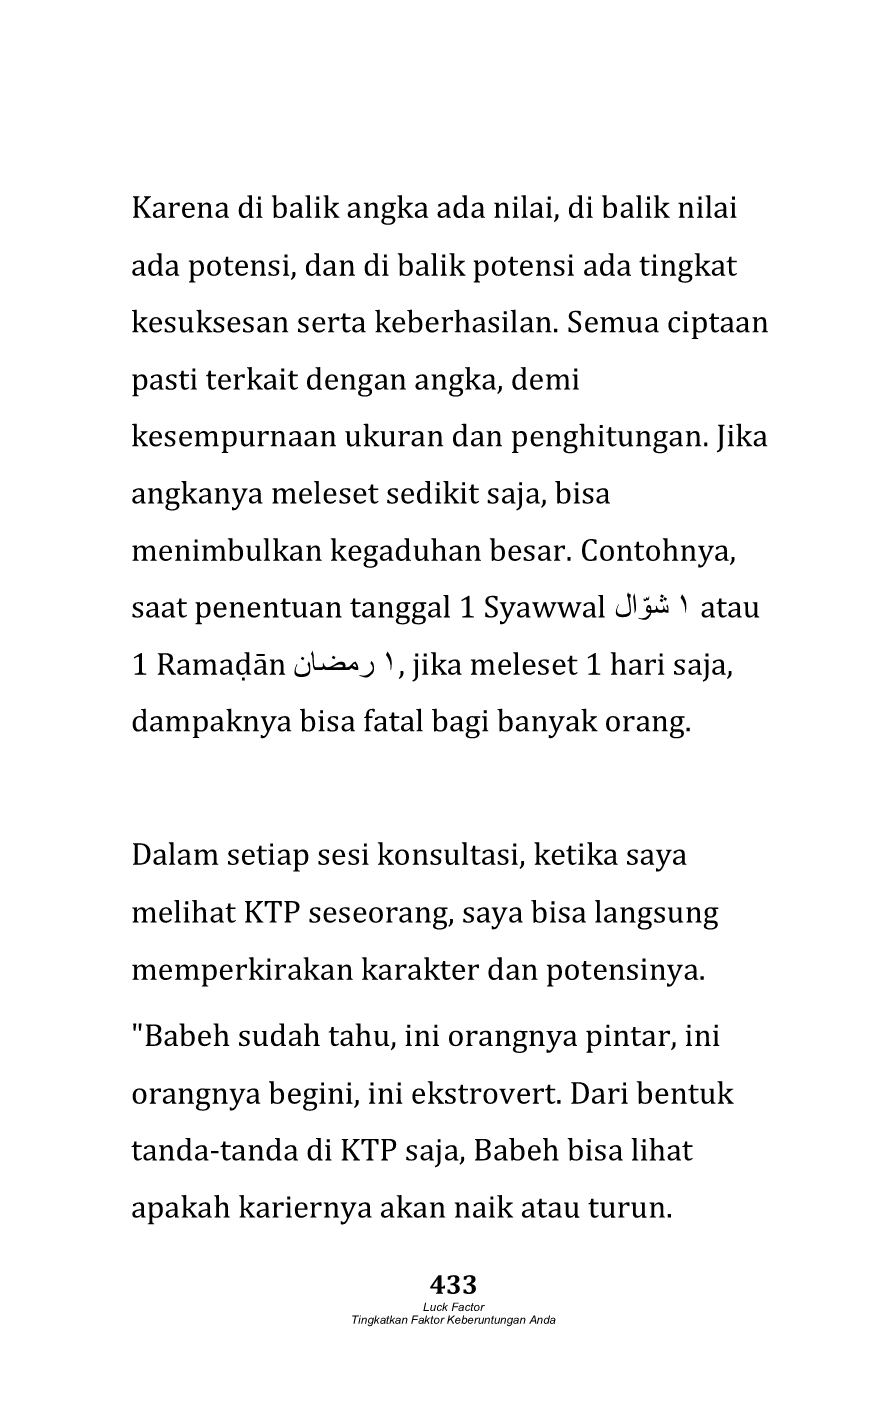 Karena di balik angka ada nilai, di balik nilai
ada potensi, dan di balik potensi ada tingkat
kesuksesan serta keberhasilan. Semua ciptaan
pasti terkait dengan angka, demi
kesempurnaan ukuran dan penghitungan. Jika
angkanya meleset sedikit saja, bisa
menimbulkan kegaduhan besar. Contohnya,
saat penentuan tanggal 1 Syawwal ١ شوّال atau
1 Ramaḍān ١ رمضان, jika meleset 1 hari saja,
dampaknya bisa fatal bagi banyak orang.
Dalam setiap sesi konsultasi, ketika saya
melihat KTP seseorang, saya bisa langsung
memperkirakan karakter dan potensinya.
"Babeh sudah tahu, ini orangnya pintar, ini
orangnya begini, ini ekstrovert. Dari bentuk
tanda-tanda di KTP saja, Babeh bisa lihat
apakah kariernya akan naik atau turun.
433
Luck Factor
Tingkatkan Faktor Keberuntungan Anda